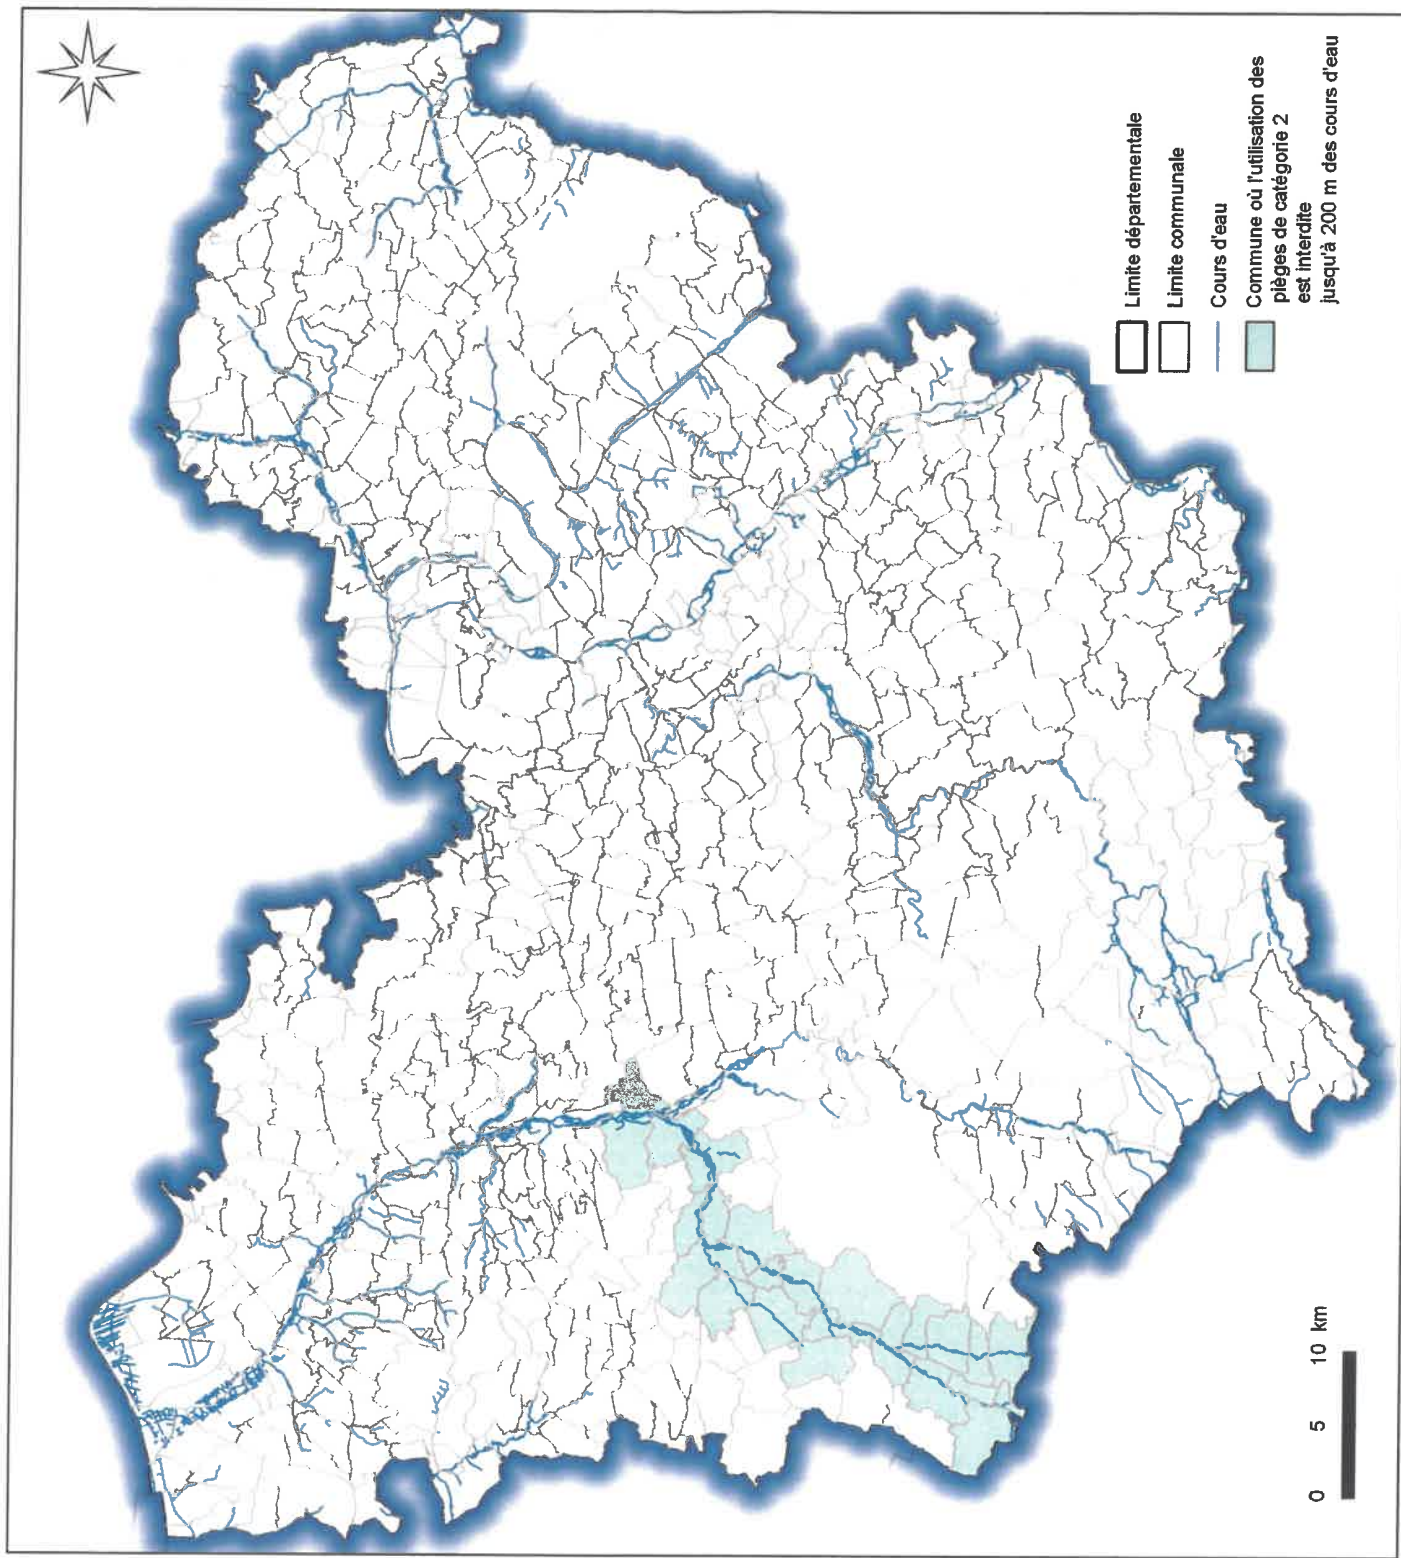 Limite départementale
Limite communale
Cours d'eau
Commune où l'utilisation des
pièges de catégorie 2
est interdite
jusqu'à 200 m des cours d'eau
0 5 10 km